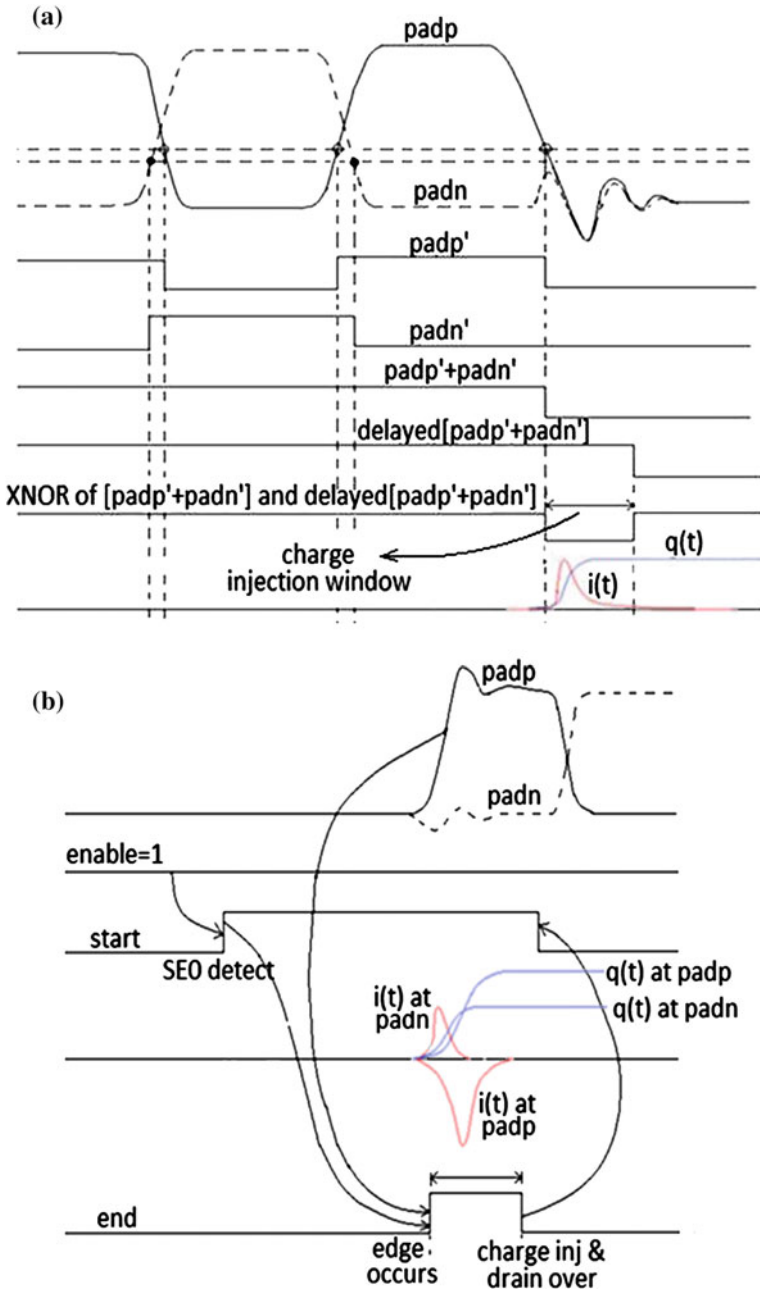 (a)
padp
padn
padp'
padn'
padp'+padn'
delayed[padp'+padn']
XNOR of [padp'+padn'] and delayed[padp'+padn']
charge
injection window
q(t)
i(t)
(b)
padp
padn
enable=1
start
SE0 detect
i(t) at
padn
q(t) at padp
q(t) at padn
i(t) at
padp
end
edge
occurs
charge inj &
drain over